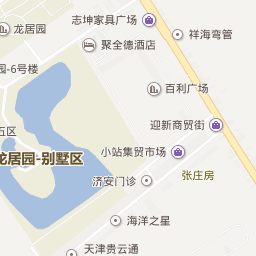 志坤家具广场
龙居园
祥海弯管
聚全德酒店
园-6号楼
百利广场
迎新商贸街
五区
小站集贸市场
龙居园-别墅区
张庄房
济安门诊
海洋之星
天津贵云通